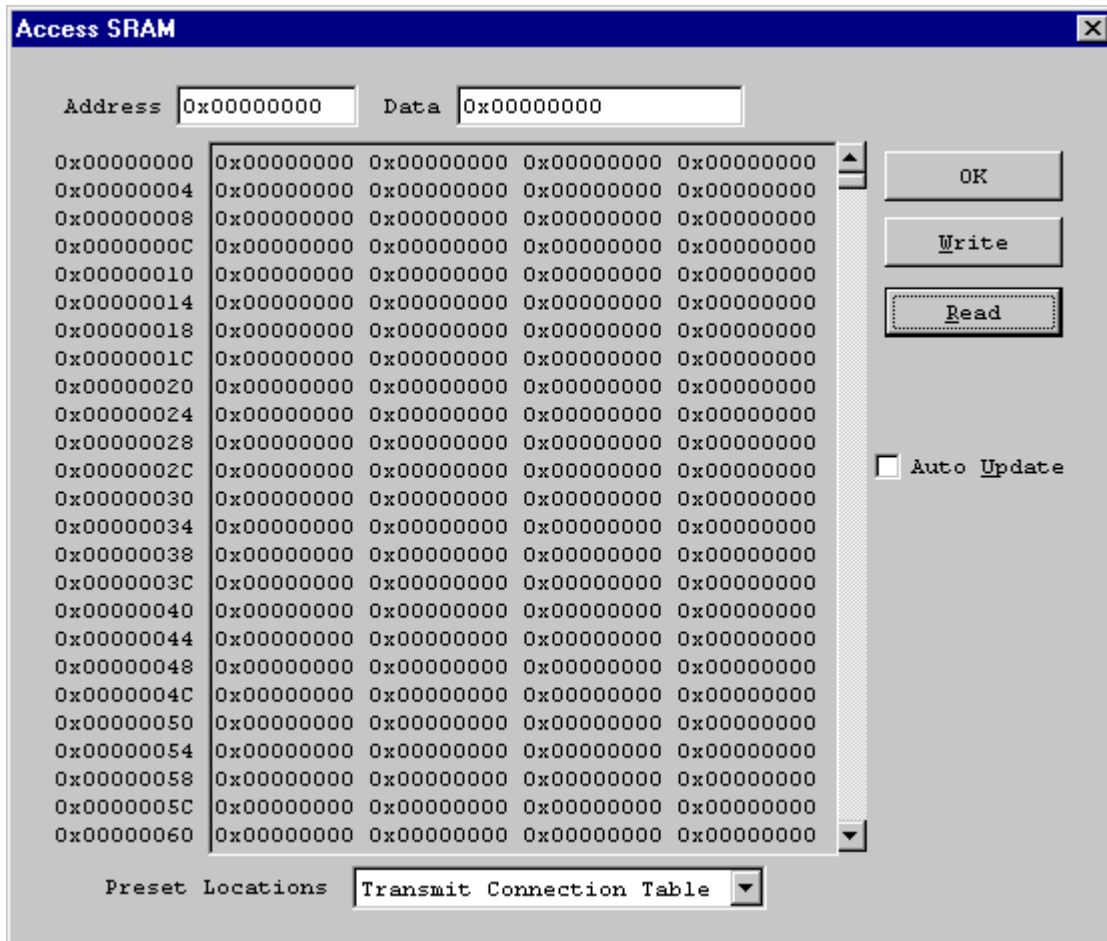 Access SRAM
Address 0x00000000 Data 0x00000000
0x00000000 0x00000000 0x00000000 0x00000000 0x00000000
0x00000004 0x00000000 0x00000000 0x00000000 0x00000000
0x00000008 0x00000000 0x00000000 0x00000000 0x00000000
0x0000000C 0x00000000 0x00000000 0x00000000 0x00000000
0x00000010 0x00000000 0x00000000 0x00000000 0x00000000
0x00000014 0x00000000 0x00000000 0x00000000 0x00000000
0x00000018 0x00000000 0x00000000 0x00000000 0x00000000
0x0000001C 0x00000000 0x00000000 0x00000000 0x00000000
0x00000020 0x00000000 0x00000000 0x00000000 0x00000000
0x00000024 0x00000000 0x00000000 0x00000000 0x00000000
0x00000028 0x00000000 0x00000000 0x00000000 0x00000000
0x0000002C 0x00000000 0x00000000 0x00000000 0x00000000
0x00000030 0x00000000 0x00000000 0x00000000 0x00000000
0x00000034 0x00000000 0x00000000 0x00000000 0x00000000
0x00000038 0x00000000 0x00000000 0x00000000 0x00000000
0x0000003C 0x00000000 0x00000000 0x00000000 0x00000000
0x00000040 0x00000000 0x00000000 0x00000000 0x00000000
0x00000044 0x00000000 0x00000000 0x00000000 0x00000000
0x00000048 0x00000000 0x00000000 0x00000000 0x00000000
0x0000004C 0x00000000 0x00000000 0x00000000 0x00000000
0x00000050 0x00000000 0x00000000 0x00000000 0x00000000
0x00000054 0x00000000 0x00000000 0x00000000 0x00000000
0x00000058 0x00000000 0x00000000 0x00000000 0x00000000
0x0000005C 0x00000000 0x00000000 0x00000000 0x00000000
0x00000060 0x00000000 0x00000000 0x00000000 0x00000000
OK
Write
Read
Auto Update
Preset Locations Transmit Connection Table